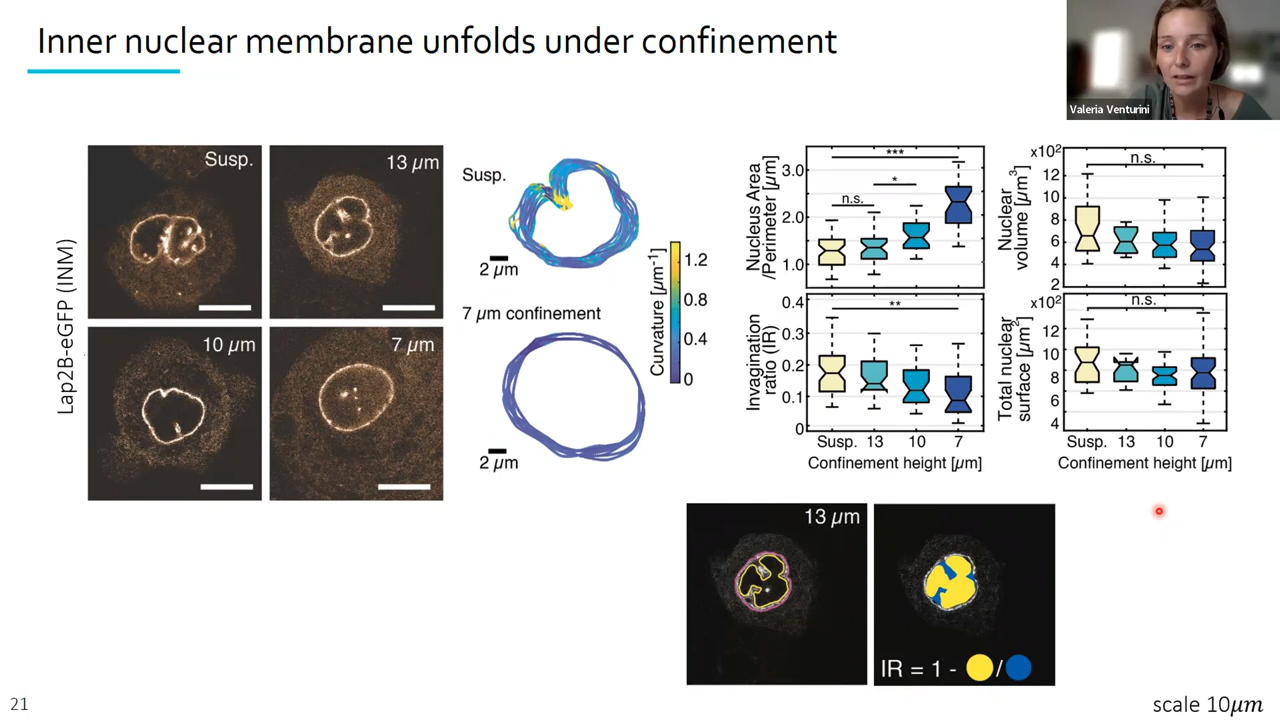 Inner nuclear membrane unfolds under confinement
Valeria Venturini
Lap2B-eGFP (INM)
Susp.
13 µm
10 µm
7 µm
Susp.
2 µm
7 µm confinement
2 µm
Curvature [µm⁻¹]
1.2
0.8
0.4
0
Nucleus Area
/Perimeter [µm]
3.0
2.0
1.0
***
*
n.s.
Invagination
ratio (IR)
0.4
0.3
0.2
0.1
0
**
Susp. 13 10 7
Confinement height [µm]
Nuclear
volume [µm³]
x10²
12
10
8
6
4
2
n.s.
Total nuclear
surface [µm²]
x10²
12
10
8
6
4
n.s.
Susp. 13 10 7
Confinement height [µm]
13 µm
IR = 1 - /
21
scale 10µm